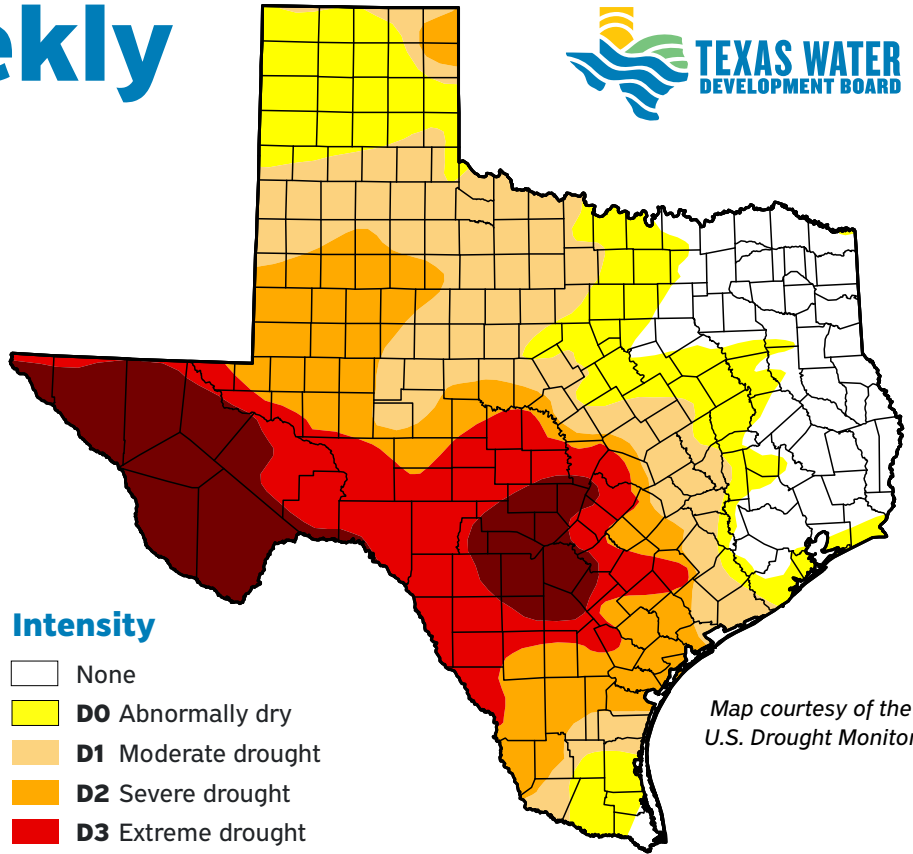 ekly
TEXAS WATER
DEVELOPMENT BOARD
Intensity
None
D0 Abnormally dry
D1 Moderate drought
D2 Severe drought
D3 Extreme drought
Map courtesy of the
U.S. Drought Monitor